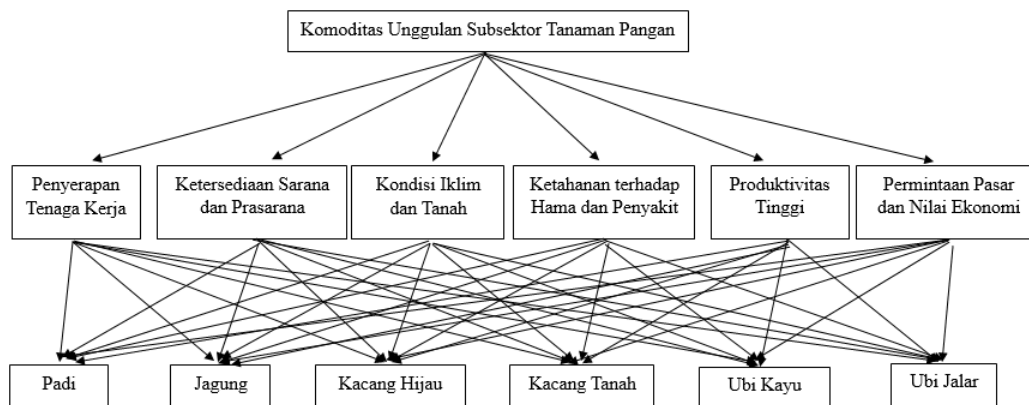 Komoditas Unggulan Subsektor Tanaman Pangan
Penyerapan
Tenaga Kerja
Ketersediaan Sarana
dan Prasarana
Kondisi Iklim
dan Tanah
Ketahanan terhadap
Hama dan Penyakit
Produktivitas
Tinggi
Permintaan Pasar
dan Nilai Ekonomi
Padi
Jagung
Kacang Hijau
Kacang Tanah
Ubi Kayu
Ubi Jalar